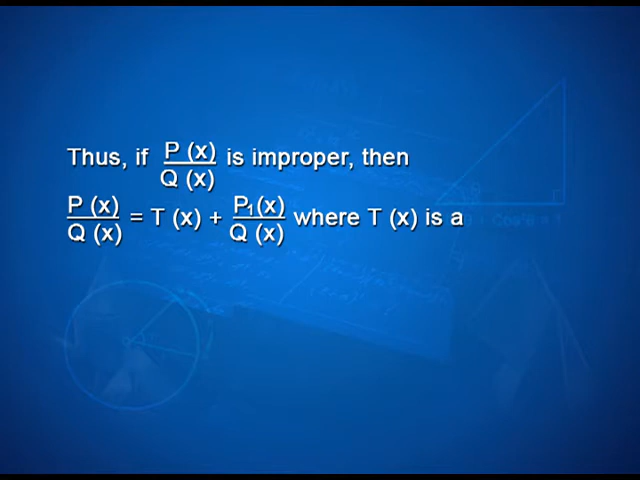 Thus, if P (x) / Q (x) is improper, then
P (x) / Q (x) = T (x) + P₁(x) / Q (x) where T (x) is a